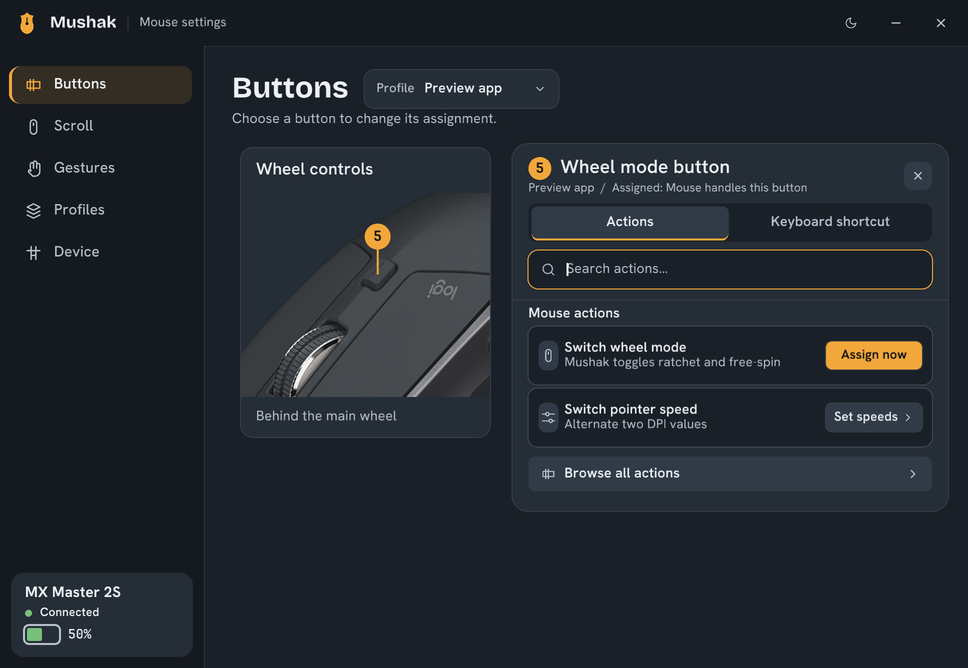 Mushak
Mouse settings
Buttons
Scroll
Gestures
Profiles
Device
MX Master 2S
Connected
50%
Buttons
Profile Preview app
Choose a button to change its assignment.
Wheel controls
5
logi
Behind the main wheel
5 Wheel mode button
Preview app / Assigned: Mouse handles this button
Actions
Keyboard shortcut
Search actions...
Mouse actions
Switch wheel mode
Mushak toggles ratchet and free-spin
Assign now
Switch pointer speed
Alternate two DPI values
Set speeds
Browse all actions